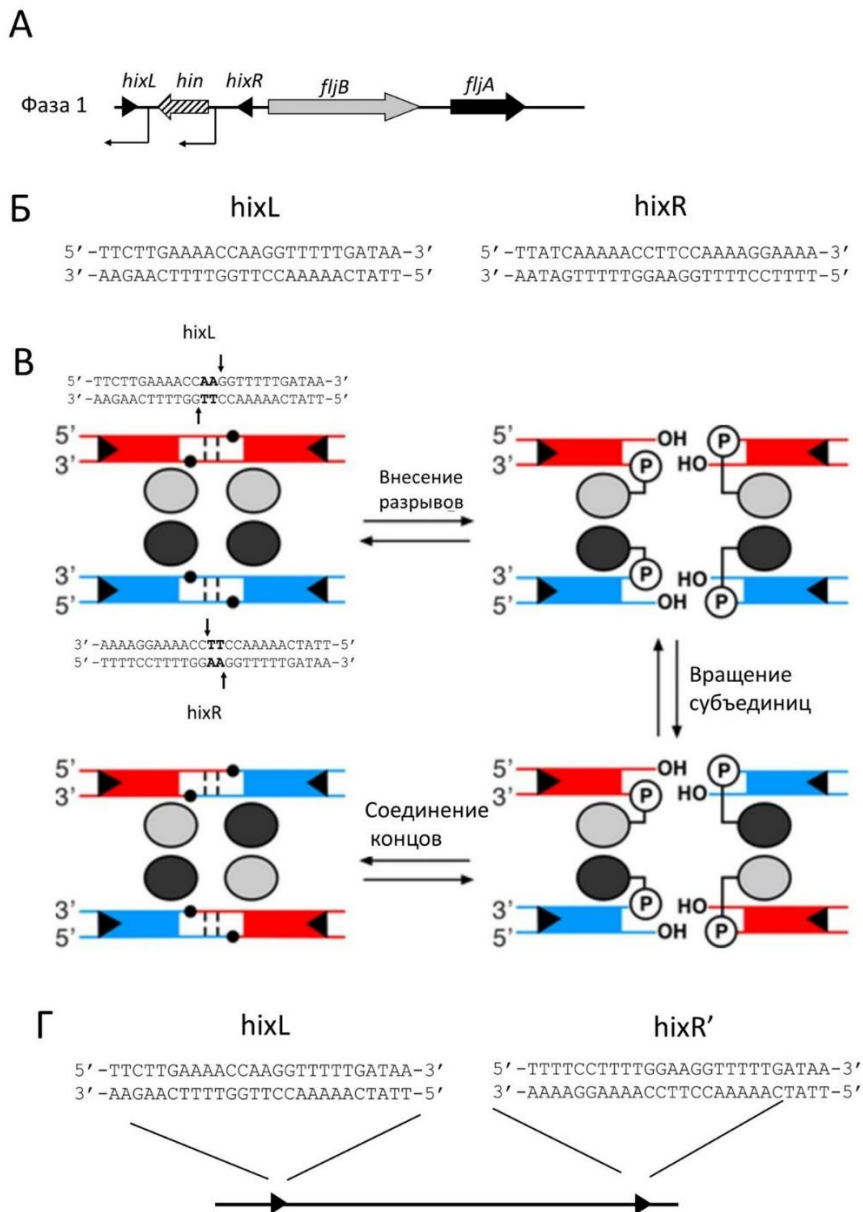 А
hixL hin hixR fljB fljA
Фаза 1
Б
hixL hixR
5′-TTCTTGAAAACCAAGGTTTTTGATAA-3′ 5′-TTATCAAAAACCTTCCAAAAGGAAAA-3′
3′-AAGAACTTTTGGTTCCAAAAACTATT-5′ 3′-AATAGTTTTTGGAAGGTTTTCCTTTT-5′
В
hixL
5′-TTCTTGAAAACCAAGGTTTTTGATAA-3′
3′-AAGAACTTTTGGTTCCAAAAACTATT-5′
5′ 5′ OH P
3′ 3′ P HO
Внесение
разрывов
3′ 3′ P HO
5′ 5′ OH P
3′-AAAAGGAAAACCTTCCAAAAACTATT-5′
5′-TTTTCCTTTTGGAAGGTTTTTGATAA-3′
hixR
Вращение
субъединиц
5′ 5′ OH P
3′ 3′ P HO
Соединение
концов
3′ 3′ P HO
5′ 5′ OH P
Г
hixL hixR’
5′-TTCTTGAAAACCAAGGTTTTTGATAA-3′ 5′-TTTTCCTTTTGGAAGGTTTTTGATAA-3′
3′-AAGAACTTTTGGTTCCAAAAACTATT-5′ 3′-AAAAGGAAAACCTTCCAAAAACTATT-5′